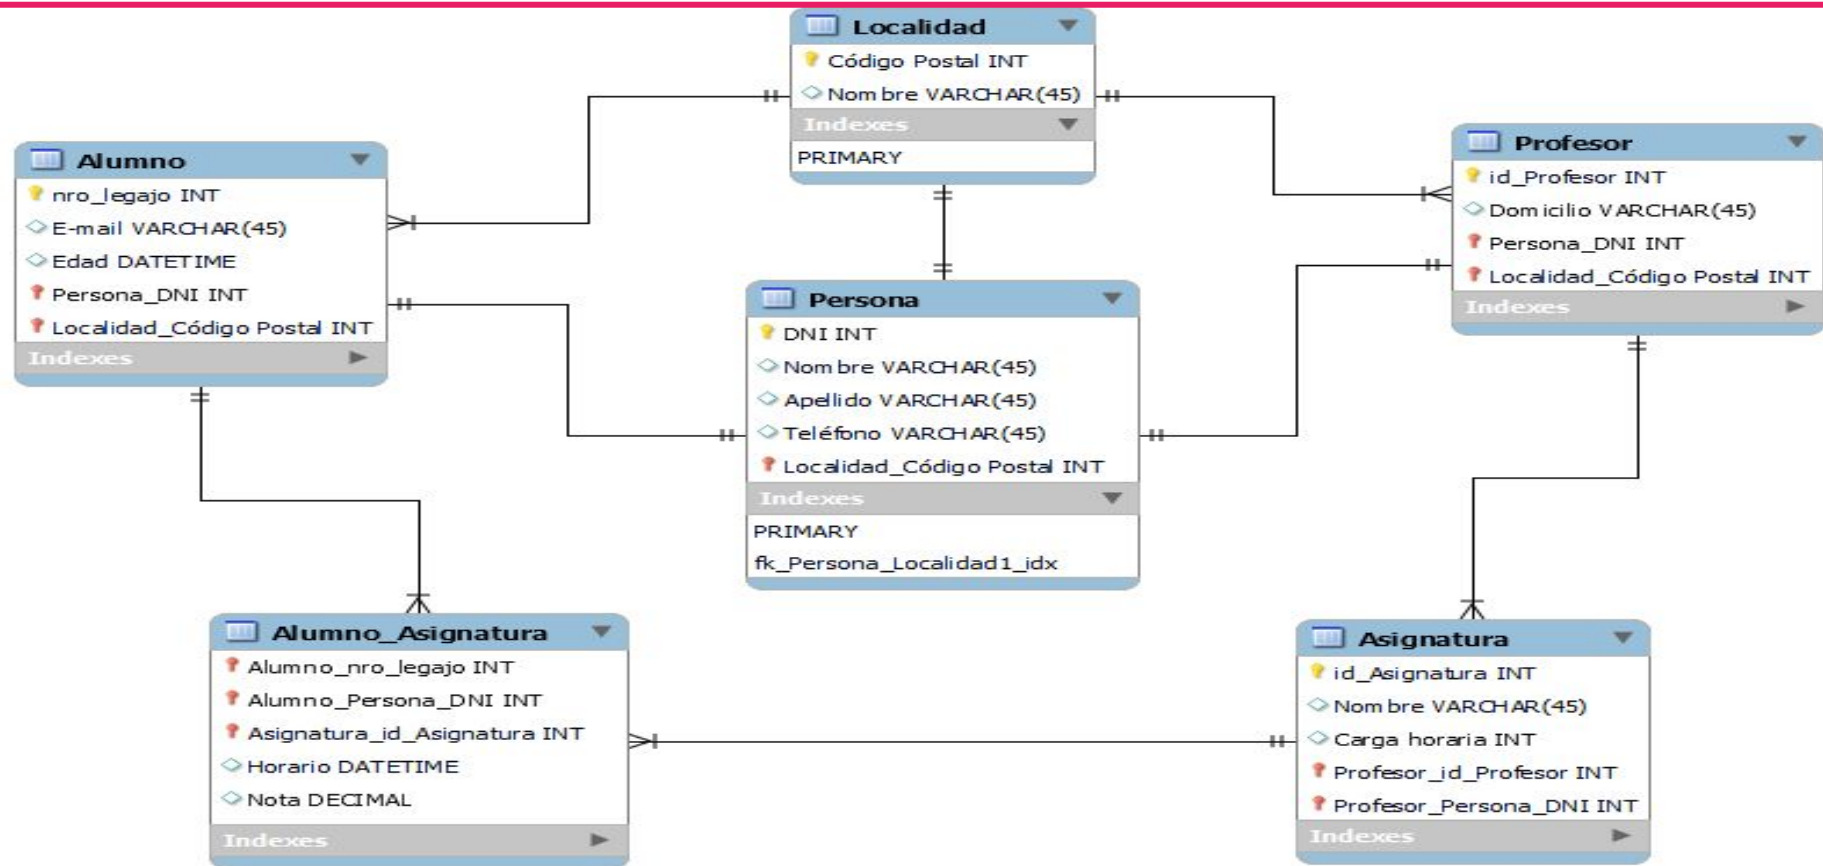 Localidad
Código Postal INT
Nombre VARCHAR(45)
Indexes
PRIMARY
Alumno
nro_legajo INT
E-mail VARCHAR(45)
Edad DATETIME
Persona_DNI INT
Localidad_Código Postal INT
Indexes
Profesor
id_Profesor INT
Domicilio VARCHAR(45)
Persona_DNI INT
Localidad_Código Postal INT
Indexes
Persona
DNI INT
Nombre VARCHAR(45)
Apellido VARCHAR(45)
Teléfono VARCHAR(45)
Localidad_Código Postal INT
Indexes
PRIMARY
fk_Persona_Localidad1_idx
Alumno_Asignatura
Alumno_nro_legajo INT
Alumno_Persona_DNI INT
Asignatura_id_Asignatura INT
Horario DATETIME
Nota DECIMAL
Indexes
Asignatura
id_Asignatura INT
Nombre VARCHAR(45)
Carga horaria INT
Profesor_id_Profesor INT
Profesor_Persona_DNI INT
Indexes